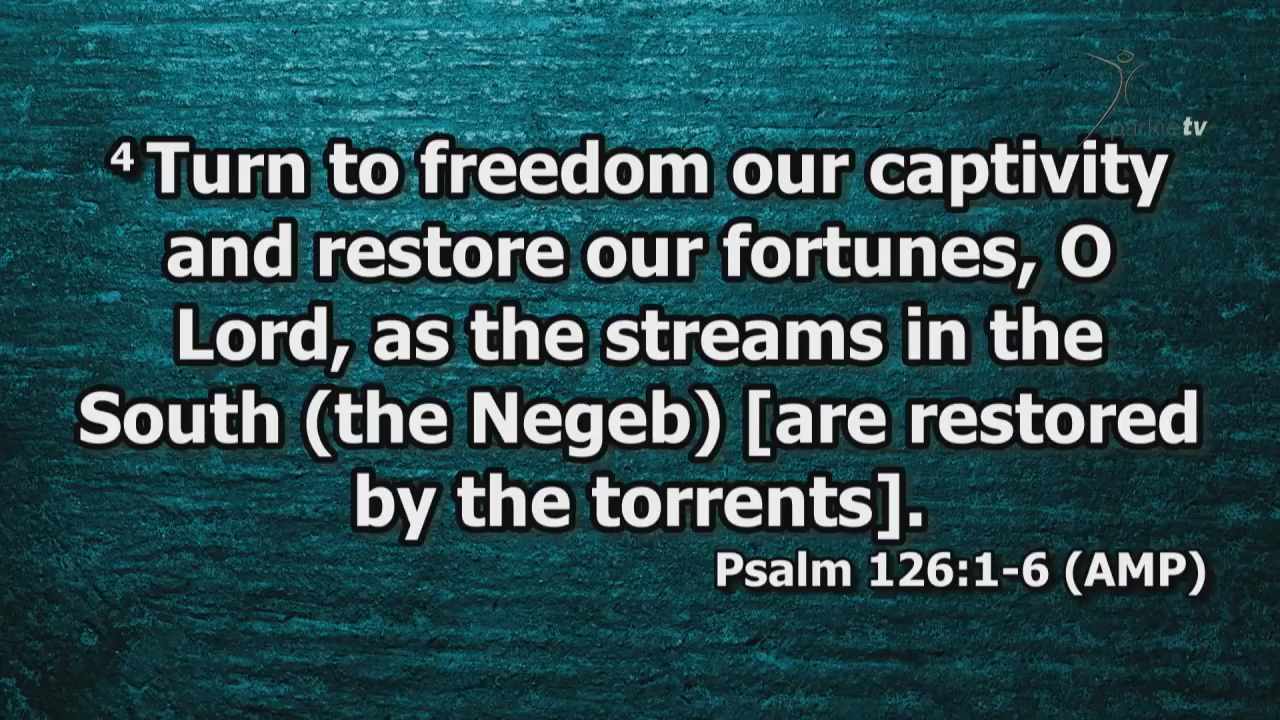 tv
4 Turn to freedom our captivity
and restore our fortunes, O
Lord, as the streams in the
South (the Negeb) [are restored
by the torrents].
Psalm 126:1-6 (AMP)